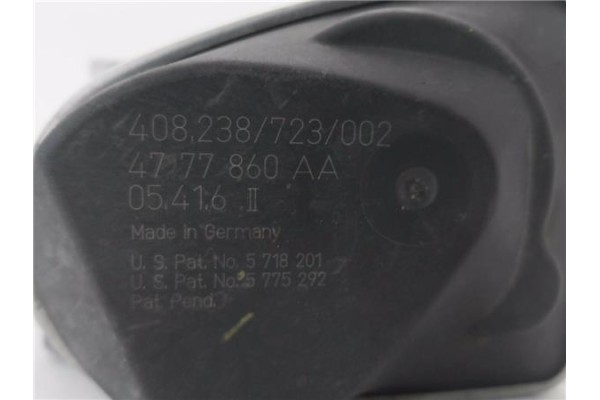 408.238/723/002
47 77 860 AA
05.41.6 II
Made in Germany
U. S. Pat. No. 5 718 201
U. S. Pat. No. 5 775 292
Pat. Pend.